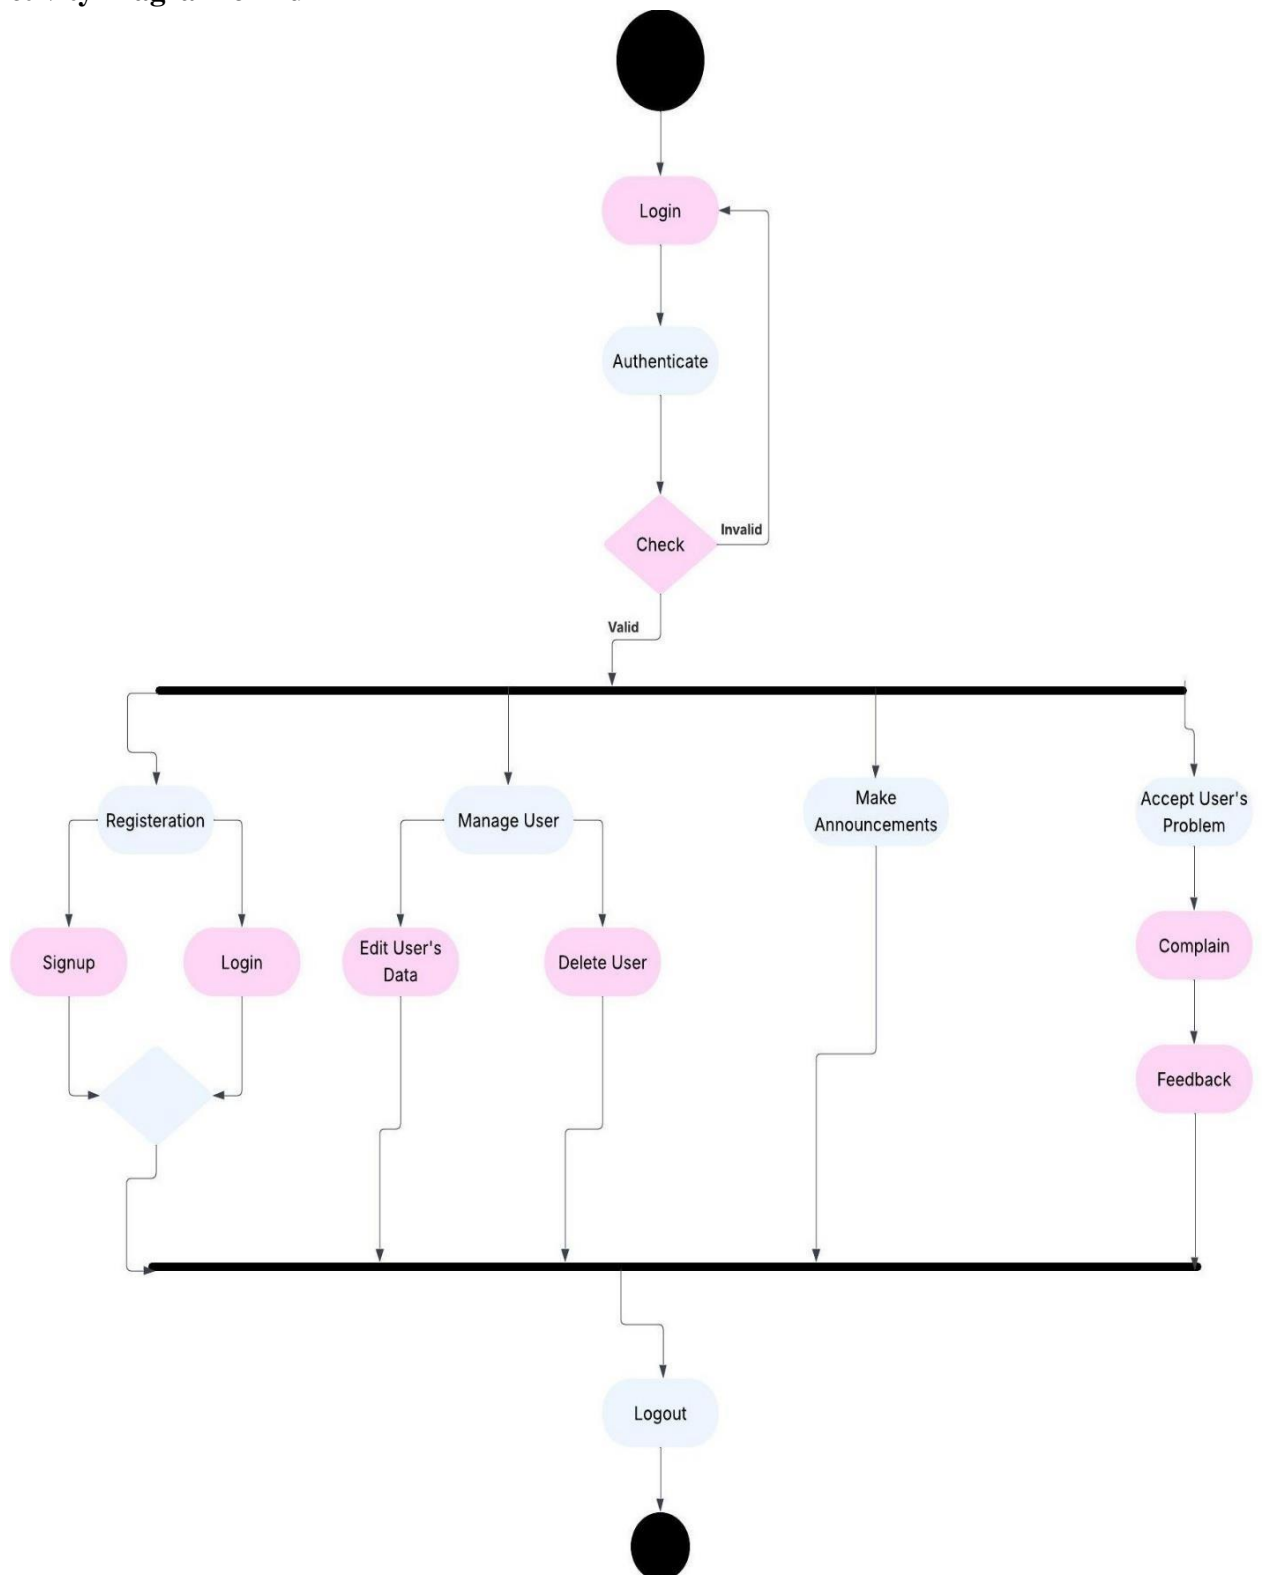 Login
Authenticate
Check
Invalid
Valid
Registeration
Manage User
Make
Announcements
Accept User's
Problem
Signup
Login
Edit User's
Data
Delete User
Complain
Feedback
Logout